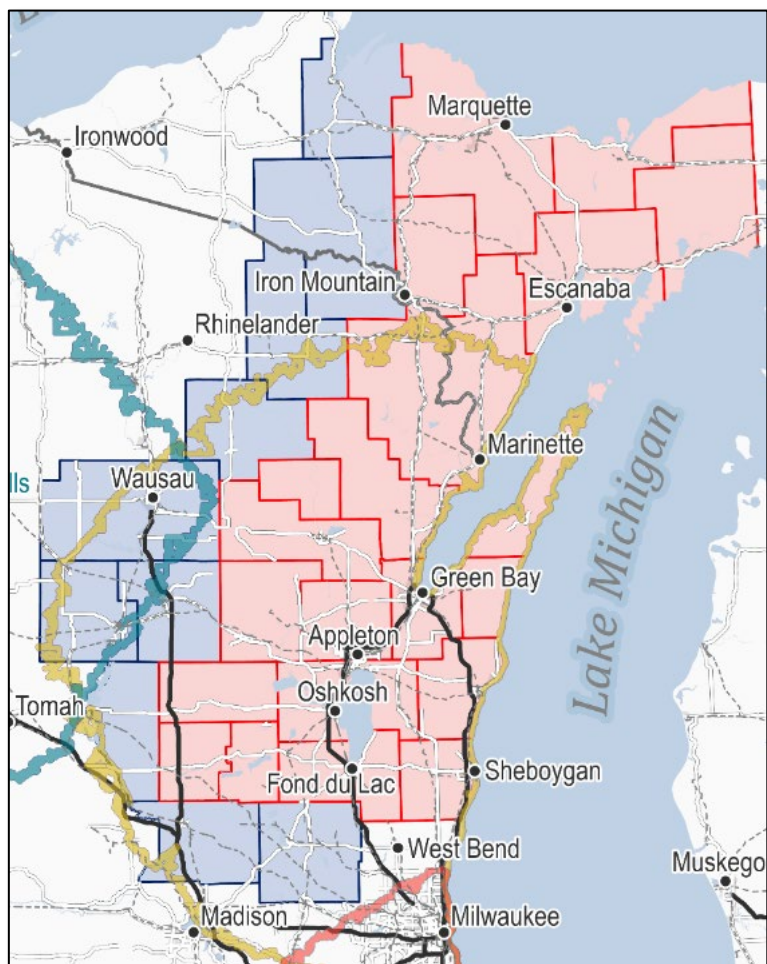 Marquette
Ironwood
Iron Mountain
Escanaba
Rhinelander
Marinette
lls
Wausau
Lake Michigan
Green Bay
Appleton
Oshkosh
Tomah
Fond du Lac
Sheboygan
West Bend
Muskego
Madison
Milwaukee